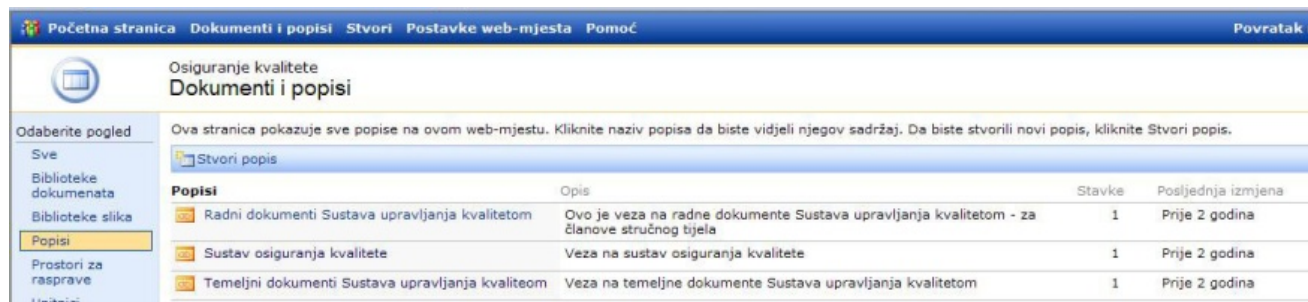 Početna stranica Dokumenti i popisi Stvori Postavke web-mjesta Pomoć Povratak
Osiguranje kvalitete
Dokumenti i popisi
Odaberite pogled
Sve
Biblioteke
dokumenata
Biblioteke slika
Popisi
Prostori za
rasprave
Ova stranica pokazuje sve popise na ovom web-mjestu. Kliknite naziv popisa da biste vidjeli njegov sadržaj. Da biste stvorili novi popis, kliknite Stvori popis.
Stvori popis
Popisi Opis Stavke Posljednja izmjena
Radni dokumenti Sustava upravljanja kvalitetom Ovo je veza na radne dokumente Sustava upravljanja kvalitetom - za 1 Prije 2 godina
članove stručnog tijela
Sustav osiguranja kvalitete Veza na sustav osiguranja kvalitete 1 Prije 2 godina
Temeljni dokumenti Sustava upravljanja kvaliteom Veza na temeljne dokumente Sustava upravljanja kvalitetom 1 Prije 2 godina